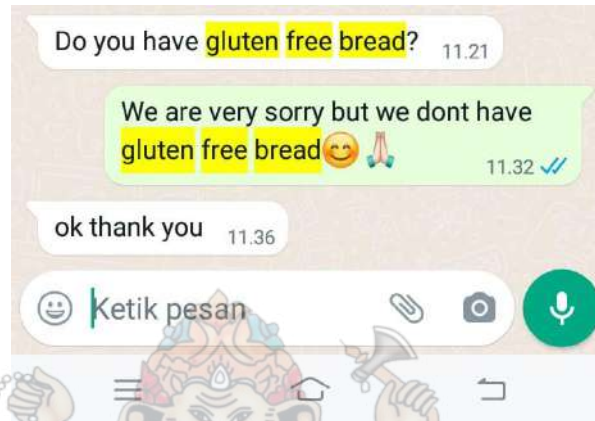 Do you have gluten free bread? 11.21
We are very sorry but we dont have
gluten free bread😊🙏
11.32
ok thank you 11.36
Ketik pesan